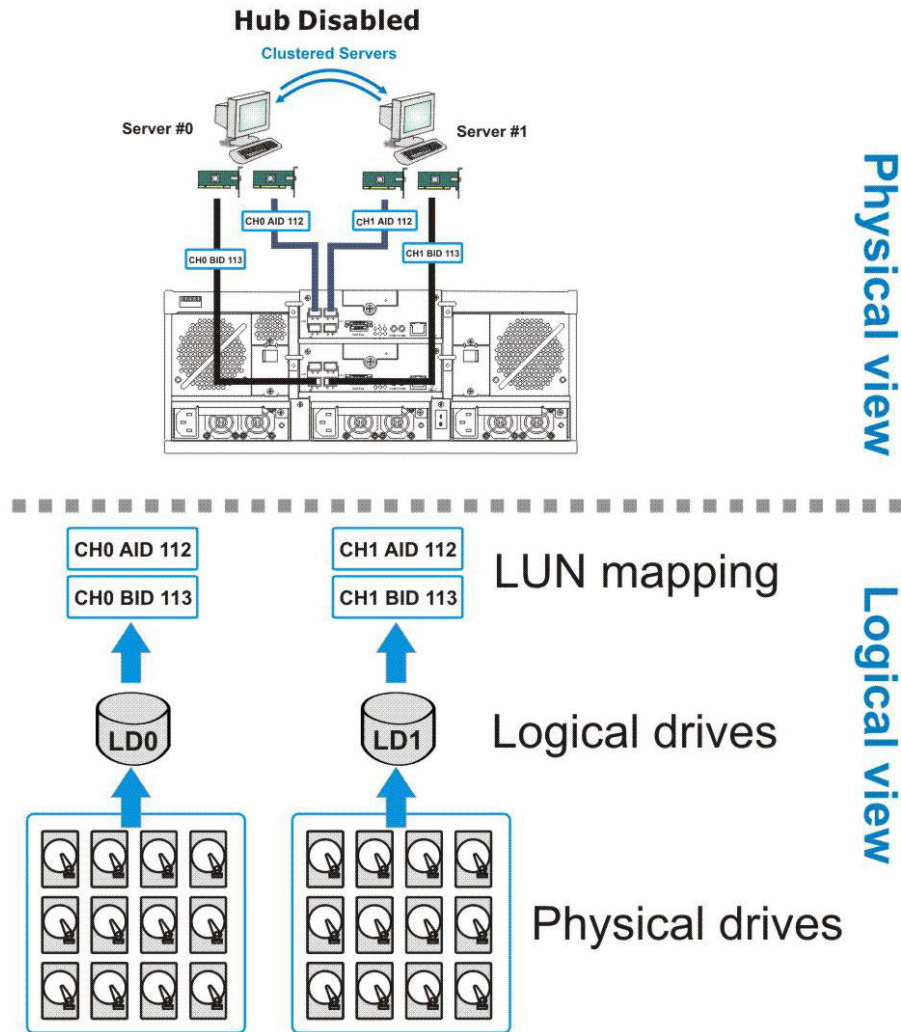 Hub Disabled
Clustered Servers
Server #0
Server #1
CH0 AID 112
CH1 AID 112
CH0 BID 113
CH1 BID 113
Physical view
CH0 AID 112
CH1 AID 112
LUN mapping
CH0 BID 113
CH1 BID 113
Logical view
LD0
LD1
Logical drives
Physical drives